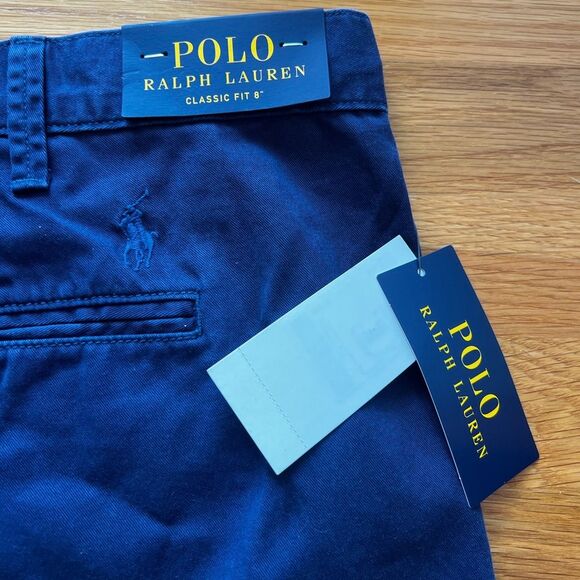 POLO
RALPH LAUREN
CLASSIC FIT 8"
POLO
RALPH LAUREN